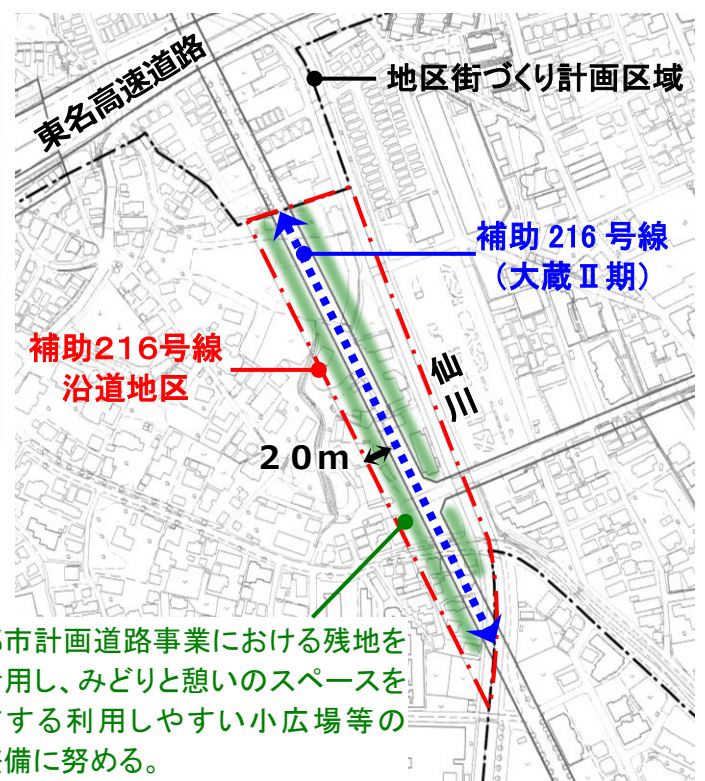 東名高速道路
地区街づくり計画区域
補助 216 号線
（大蔵Ⅱ期）
補助２１６号線
沿道地区
仙川
２０ｍ
市計画道路事業における残地を
用し、みどりと憩いのスペースを
する利用しやすい小広場等の
備に努める。